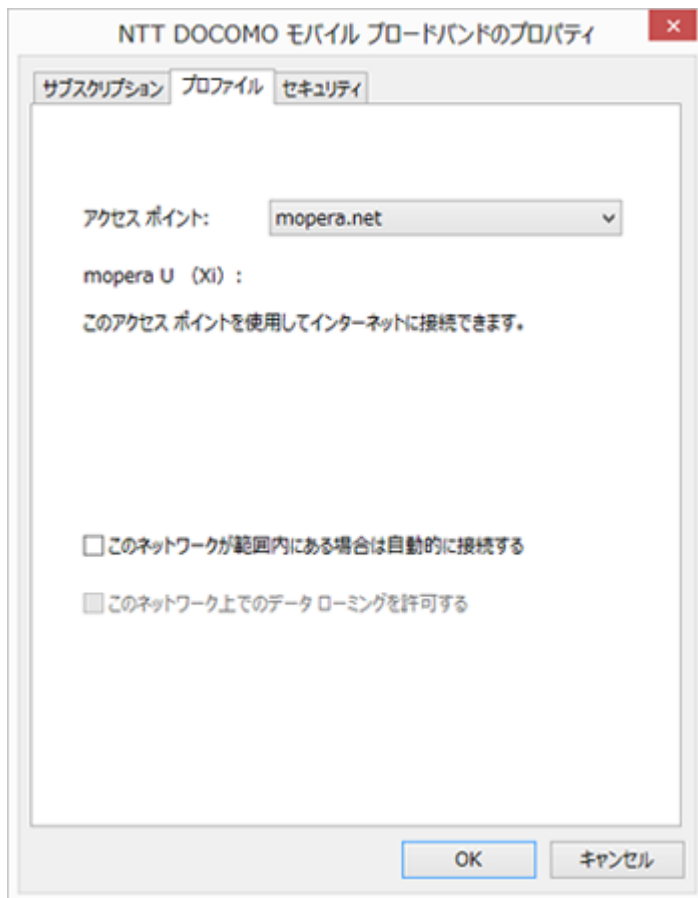 NTT DOCOMO モバイル ブロードバンドのプロパティ
サブスクリプション プロファイル セキュリティ
アクセス ポイント: mopera.net
mopera U （Xi）:
このアクセス ポイントを使用してインターネットに接続できます。
このネットワークが範囲内にある場合は自動的に接続する
このネットワーク上でのデータ ローミングを許可する
OK キャンセル